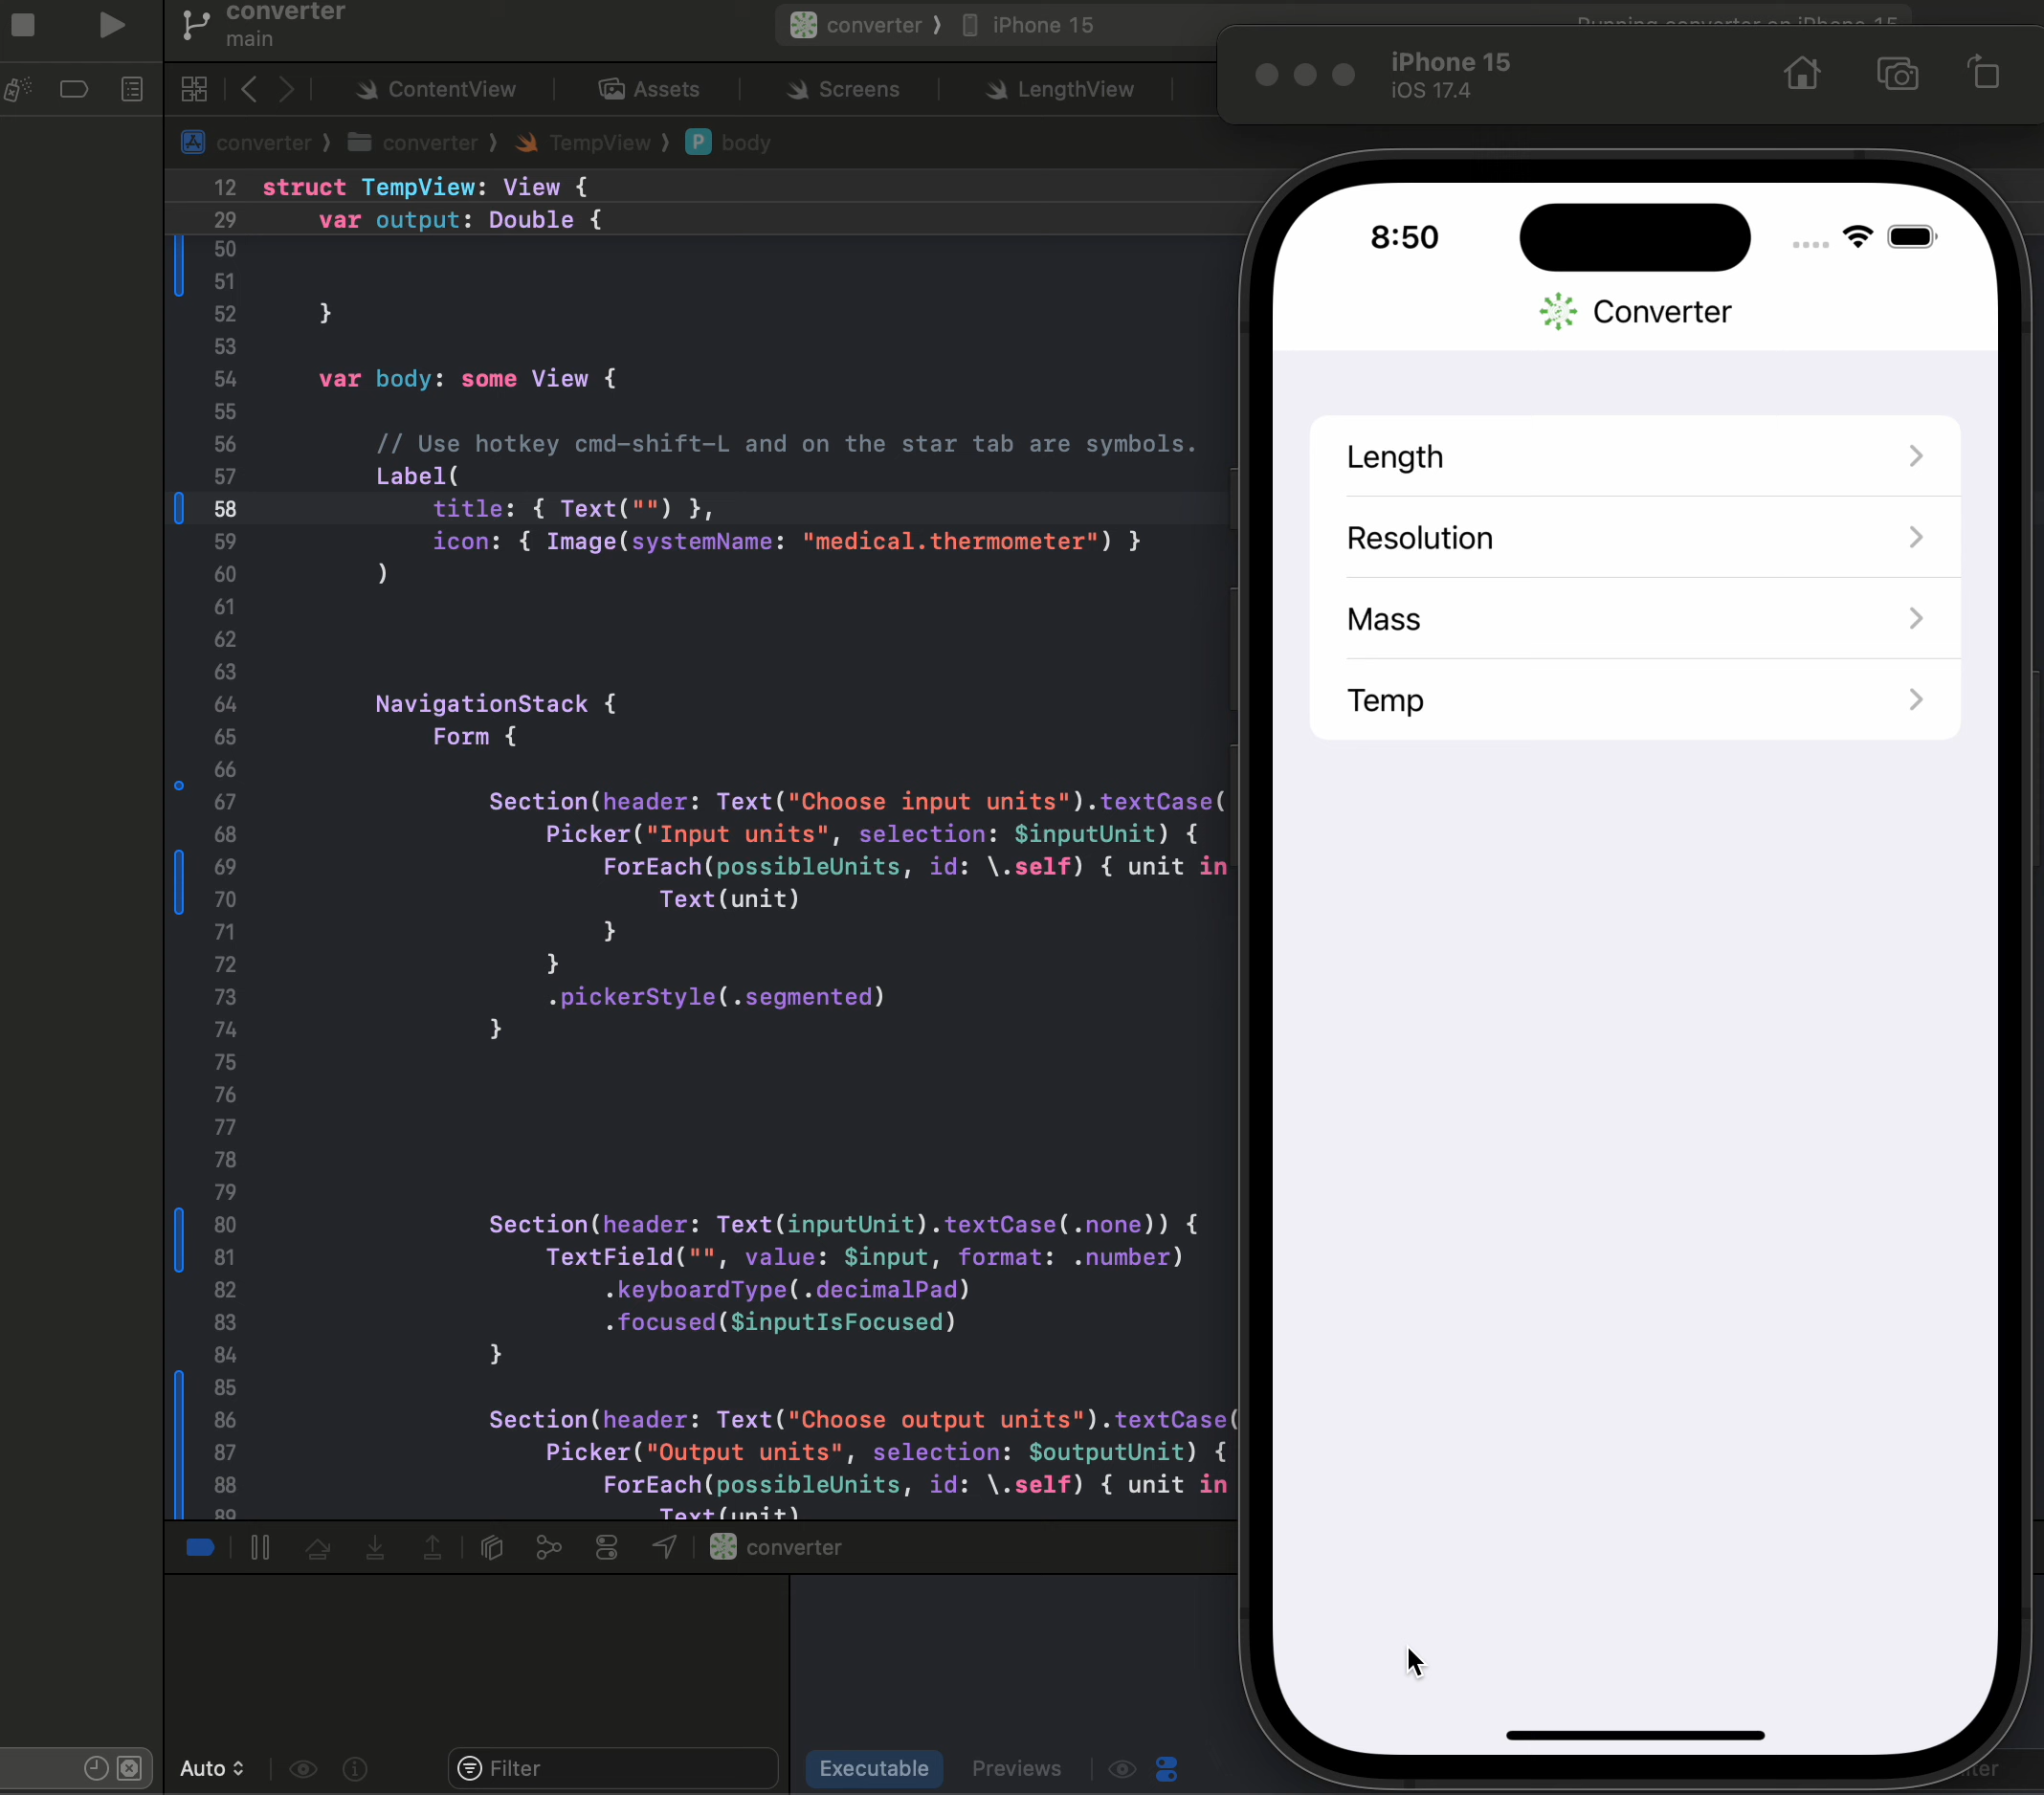 converter
main
converter ⟩ iPhone 15
Running converter on iPhone 15
ContentView
Assets
Screens
LengthView
converter ⟩ converter ⟩ TempView ⟩ P body
12 struct TempView: View {
29 var output: Double {
50
51
52 }
53
54 var body: some View {
55
56 // Use hotkey cmd-shift-L and on the star tab are symbols.
57 Label(
58 title: { Text("") },
59 icon: { Image(systemName: "medical.thermometer") }
60 )
61
62
63
64 NavigationStack {
65 Form {
66
67 Section(header: Text("Choose input units").textCase(
68 Picker("Input units", selection: $inputUnit) {
69 ForEach(possibleUnits, id: \.self) { unit in
70 Text(unit)
71 }
72 }
73 .pickerStyle(.segmented)
74 }
75
76
77
78
79
80 Section(header: Text(inputUnit).textCase(.none)) {
81 TextField("", value: $input, format: .number)
82 .keyboardType(.decimalPad)
83 .focused($inputIsFocused)
84 }
85
86 Section(header: Text("Choose output units").textCase(
87 Picker("Output units", selection: $outputUnit) {
88 ForEach(possibleUnits, id: \.self) { unit in
89 Text(unit)
converter
Auto
Filter
Executable
Previews
iPhone 15
iOS 17.4
8:50
Converter
Length
Resolution
Mass
Temp